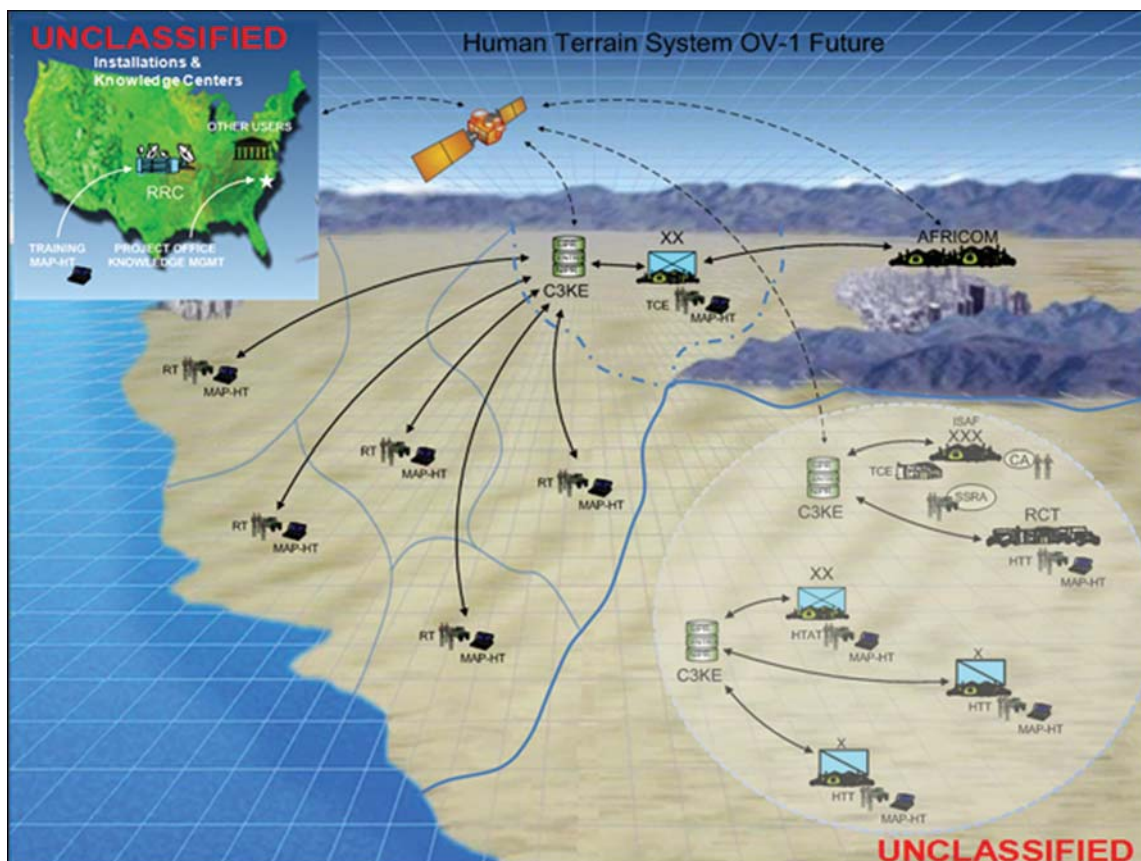 UNCLASSIFIED
Installations &
Knowledge Centers
OTHER USERS
RRC
TRAINING
MAP-HT
PROJECT OFFICE
KNOWLEDGE MGMT
Human Terrain System OV-1 Future
XX
AFRICOM
C3KE
TCE
MAP-HT
RT
MAP-HT
RT
MAP-HT
RT
MAP-HT
RT
MAP-HT
RT
MAP-HT
ISAF
XXX
TCE
CA
C3KE
SSRA
RCT
HTT
MAP-HT
XX
HTAT
MAP-HT
C3KE
X
HTT
MAP-HT
X
HTT
MAP-HT
UNCLASSIFIED